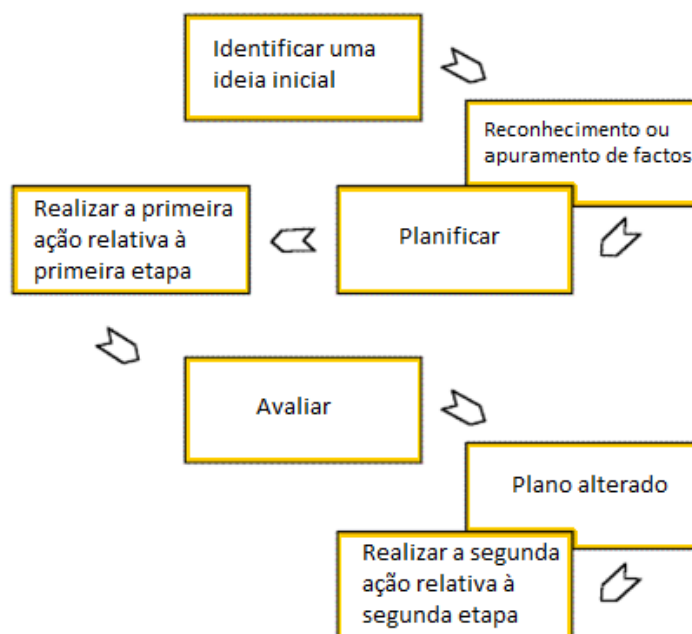 Identificar uma
ideia inicial
Reconhecimento ou
apuramento de factos
Planificar
Realizar a primeira
ação relativa à
primeira etapa
Avaliar
Plano alterado
Realizar a segunda
ação relativa à
segunda etapa